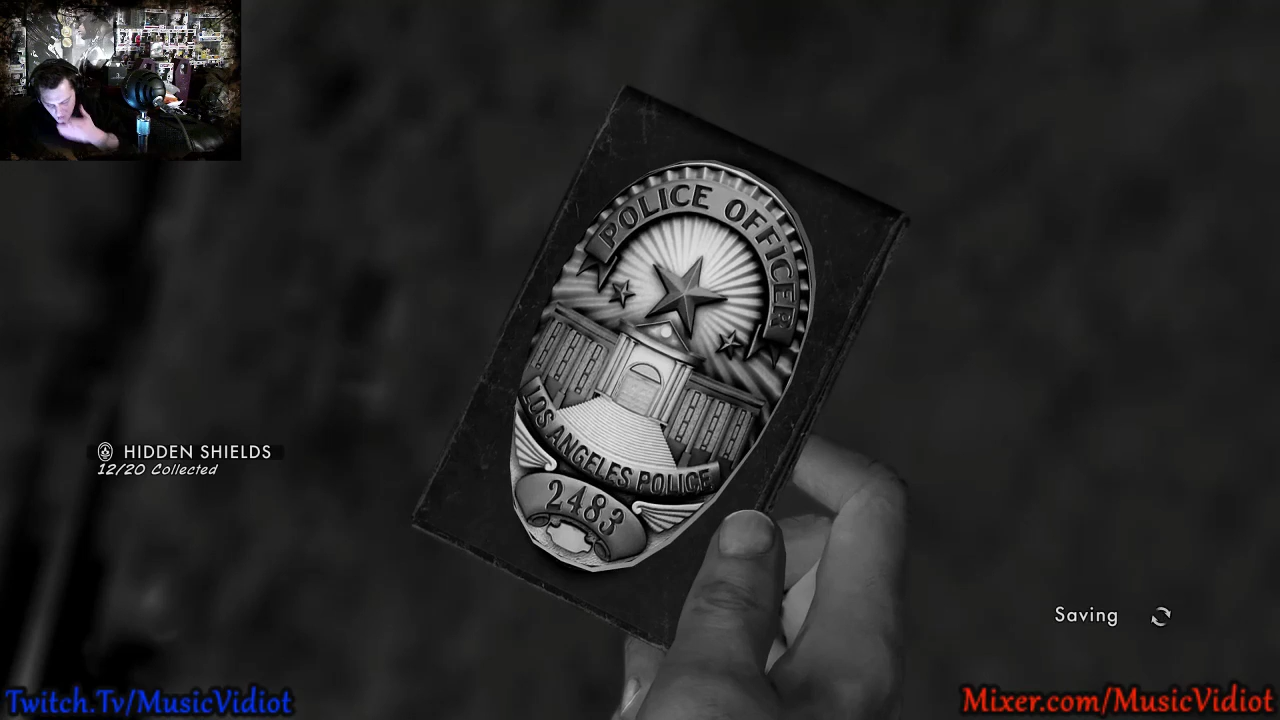 POLICE OFFICER
LOS ANGELES POLICE
2483
HIDDEN SHIELDS
12/20 Collected
Saving
Twitch.Tv/MusicVidiot
Mixer.com/MusicVidiot